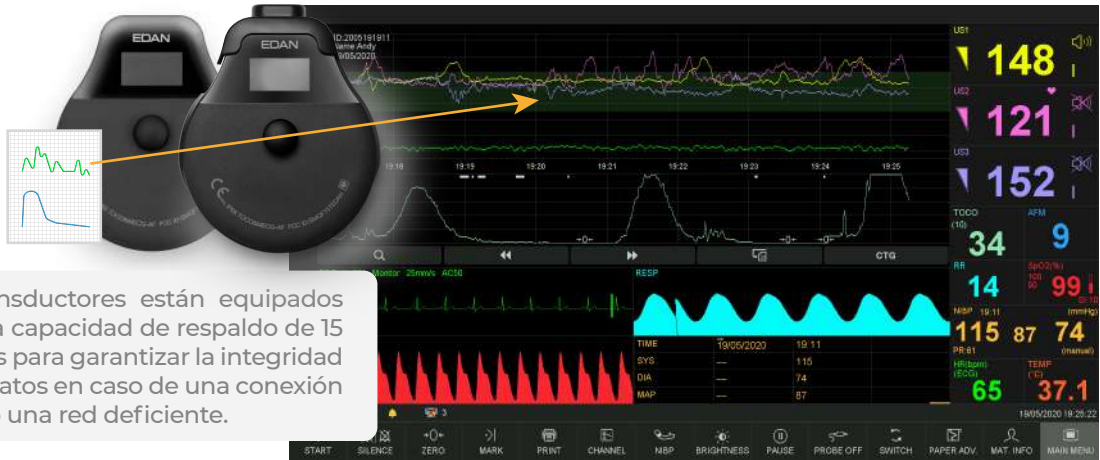 EDAN
EDAN
ID:2005191911
Name Andy
19/05/2020
19:18 19:19 19:20 19:21 19:22 19:23 19:24 19:25
CTG
Monitor 25mm/s AC50
RESP
TIME 19/05/2020 19:11
SYS --- 115
DIA --- 74
MAP --- 87
US1
148
US2
121
US3
152
TOCO
(10)
34
AFM
9
RR
14
SpO2(%)
100
90
99
NIBP 19:11 (mmHg)
115 87 74
PR:61 (manual)
HR(bpm)
(ECG)
65
TEMP
(°C)
37.1
3
19/05/2020 19:25:22
START SILENCE ZERO MARK PRINT CHANNEL NIBP BRIGHTNESS PAUSE PROBE OFF SWITCH PAPER ADV. MAT. INFO MAIN MENU
nsductores están equipados
a capacidad de respaldo de 15
s para garantizar la integridad
atos en caso de una conexión
o una red deficiente.